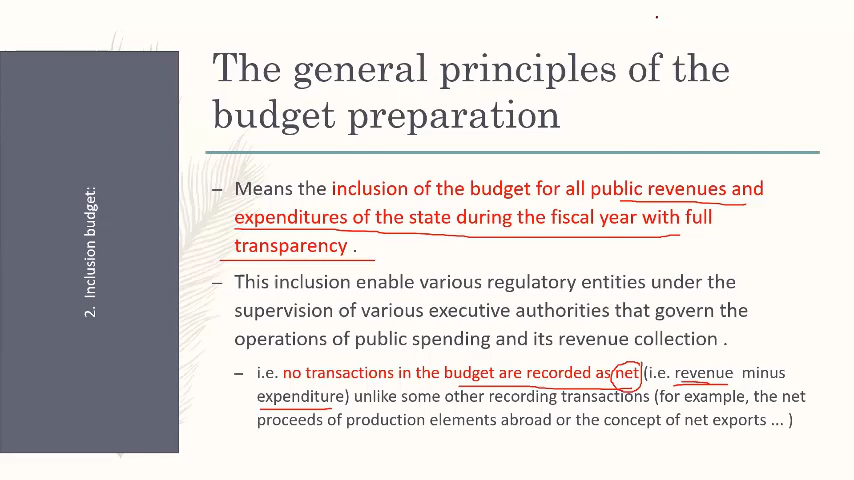 The general principles of the
budget preparation
2. Inclusion budget:
– Means the inclusion of the budget for all public revenues and
expenditures of the state during the fiscal year with full
transparency .
– This inclusion enable various regulatory entities under the
supervision of various executive authorities that govern the
operations of public spending and its revenue collection .
– i.e. no transactions in the budget are recorded as net (i.e. revenue minus
expenditure) unlike some other recording transactions (for example, the net
proceeds of production elements abroad or the concept of net exports ... )